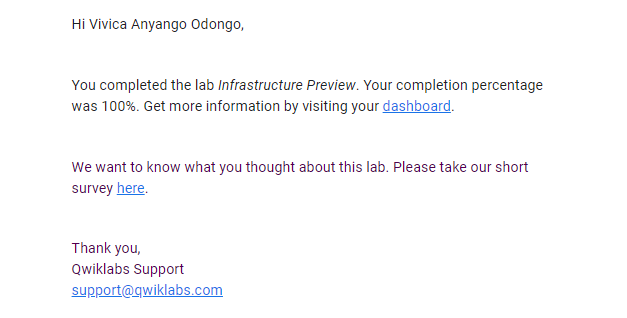 Hi Vivica Anyango Odongo,
You completed the lab Infrastructure Preview. Your completion percentage
was 100%. Get more information by visiting your dashboard.
We want to know what you thought about this lab. Please take our short
survey here.
Thank you,
Qwiklabs Support
support@qwiklabs.com